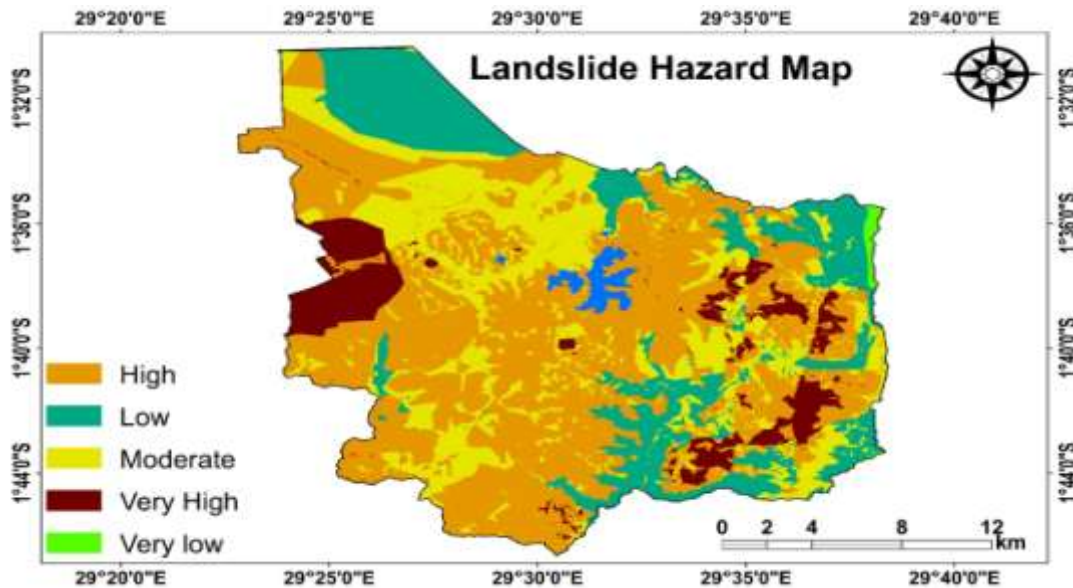 29°20'0"E 29°25'0"E 29°30'0"E 29°35'0"E 29°40'0"E
Landslide Hazard Map
1°32'0"S 1°32'0"S
1°36'0"S 1°36'0"S
1°40'0"S 1°40'0"S
High
Low
Moderate
1°44'0"S 1°44'0"S
Very High
Very low
0 2 4 8 12
km
29°20'0"E 29°25'0"E 29°30'0"E 29°35'0"E 29°40'0"E